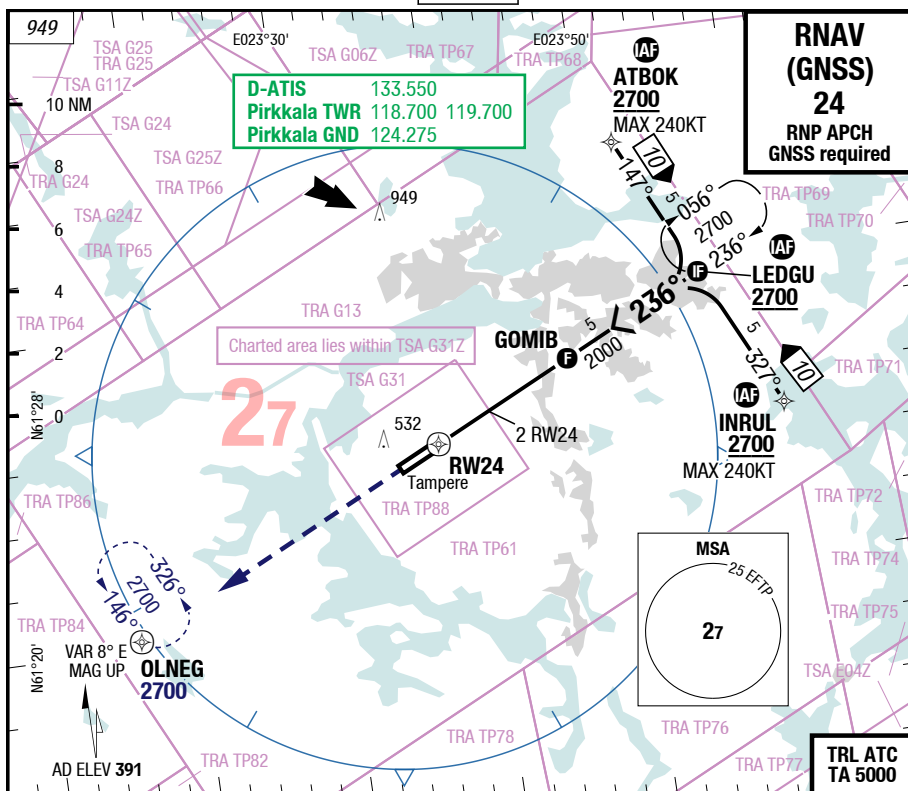 949
E023°30'
E023°50'
RNAV
(GNSS)
24
RNP APCH
GNSS required
TSA G25
TRA G25
TSA G11Z
TSA G06Z
TRA TP67
TRA TP68
10 NM
8
6
4
2
0
D-ATIS 133.550
Pirkkala TWR 118.700 119.700
Pirkkala GND 124.275
IAF
ATBOK
2700
MAX 240KT
10
147°
5
056°
2700
236°
TSA G24
TSA G25Z
TRA G24
TRA TP66
TSA G24Z
TRA TP65
949
TRA TP69
TRA TP70
IAF
LEDGU
2700
IF
236°
TRA TP64
TRA G13
Charted area lies within TSA G31Z
TSA G31
GOMIB
F
5
2000
5
327°
10
TRA TP71
IAF
INRUL
2700
MAX 240KT
N61°28'
27
532
2 RW24
RW24
Tampere
TRA TP88
TRA TP61
TRA TP86
TRA TP72
TRA TP74
TRA TP75
TSA E04Z
MSA
25 EFTP
27
326°
2700
146°
TRA TP84
N61°20'
VAR 8° E
MAG UP
OLNEG
2700
AD ELEV 391
TRA TP82
TRA TP78
TRA TP76
TRA TP77
TRL ATC
TA 5000